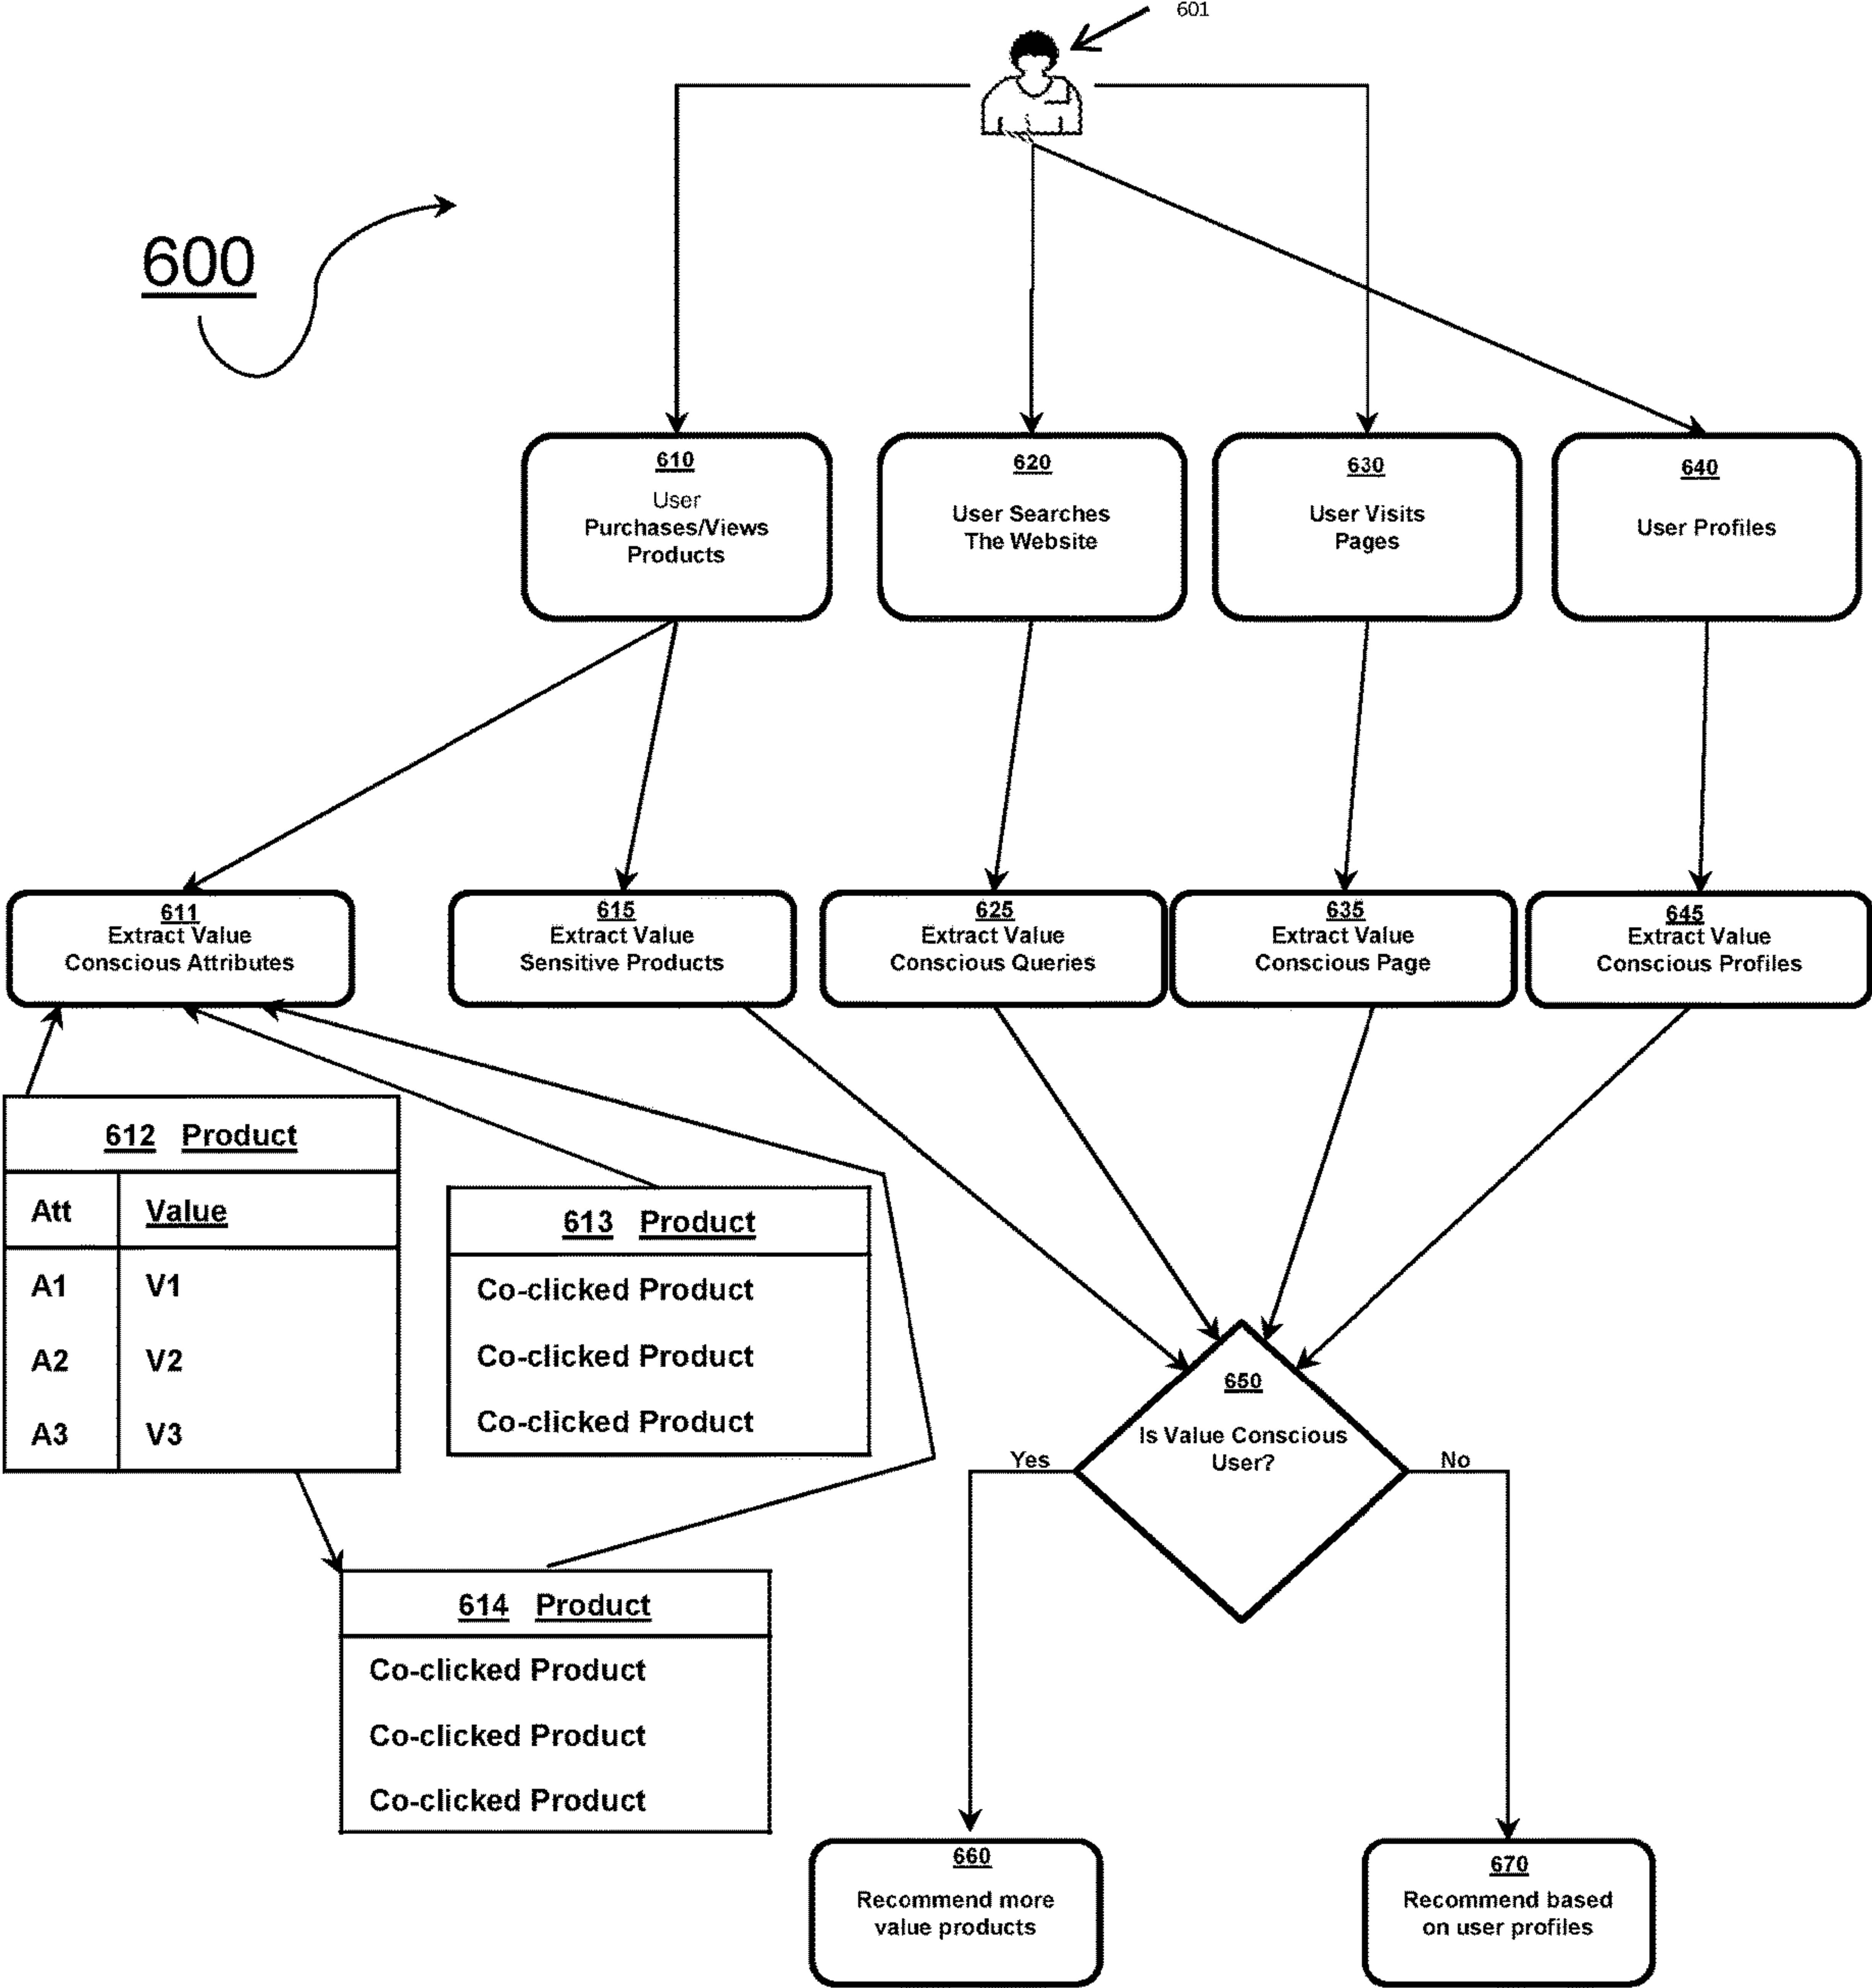 601
600
610
User
Purchases/Views
Products
620
User Searches
The Website
630
User Visits
Pages
640
User Profiles
611
Extract Value
Conscious Attributes
615
Extract Value
Sensitive Products
625
Extract Value
Conscious Queries
635
Extract Value
Conscious Page
645
Extract Value
Conscious Profiles
612 Product
Att Value
A1 V1
A2 V2
A3 V3
613 Product
Co-clicked Product
Co-clicked Product
Co-clicked Product
614 Product
Co-clicked Product
Co-clicked Product
Co-clicked Product
650
Is Value Conscious
User?
Yes
No
660
Recommend more
value products
670
Recommend based
on user profiles